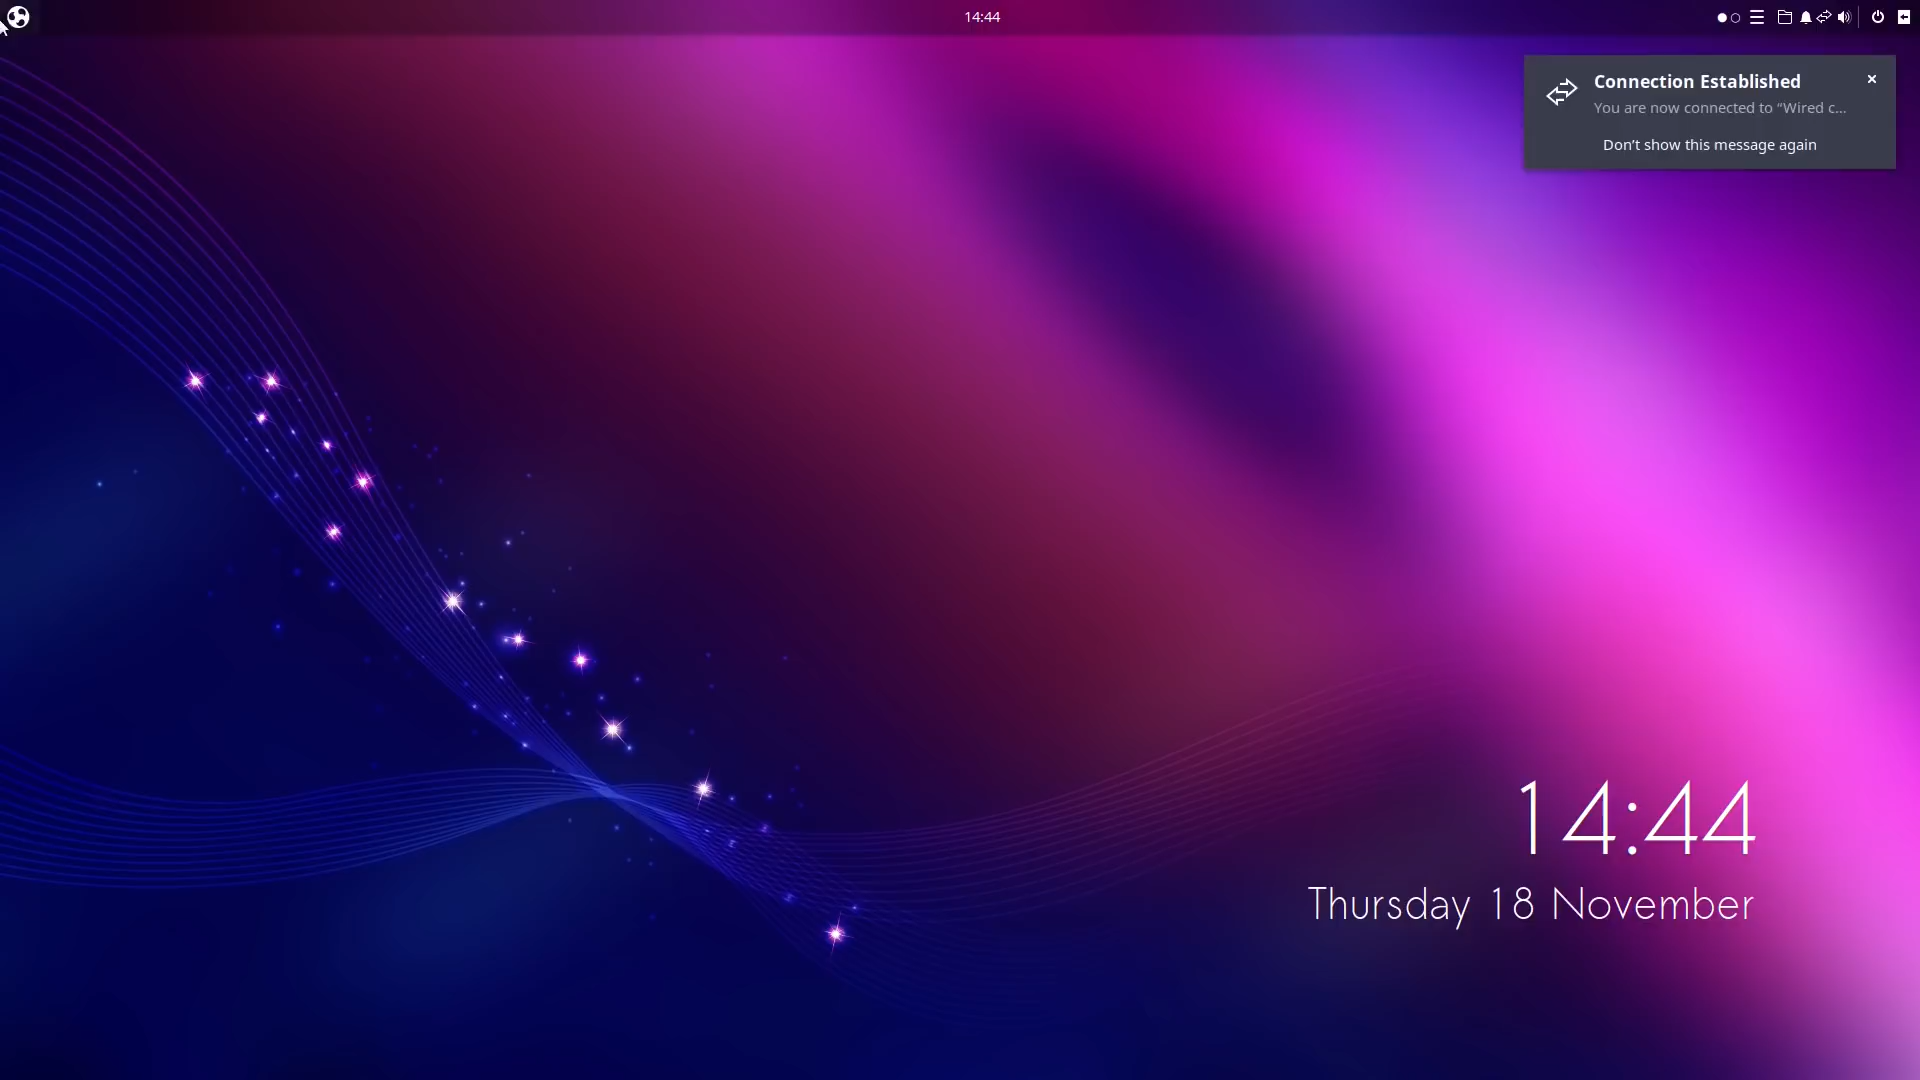 14:44
Connection Established
You are now connected to “Wired c...
Don’t show this message again
14:44
Thursday 18 November